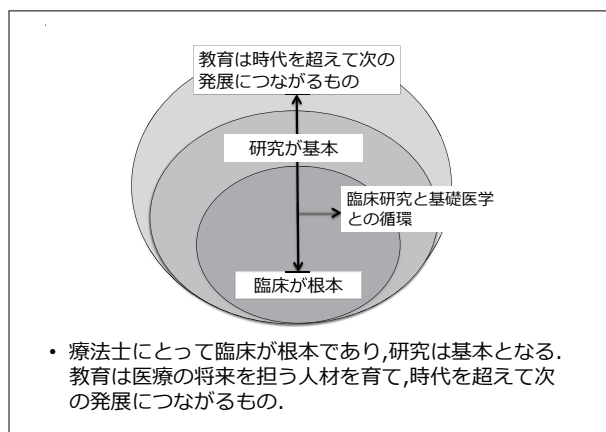 教育は時代を超えて次の
発展につながるもの
研究が基本
臨床研究と基礎医学
との循環
臨床が根本
• 療法士にとって臨床が根本であり,研究は基本となる.
教育は医療の将来を担う人材を育て,時代を超えて次
の発展につながるもの.